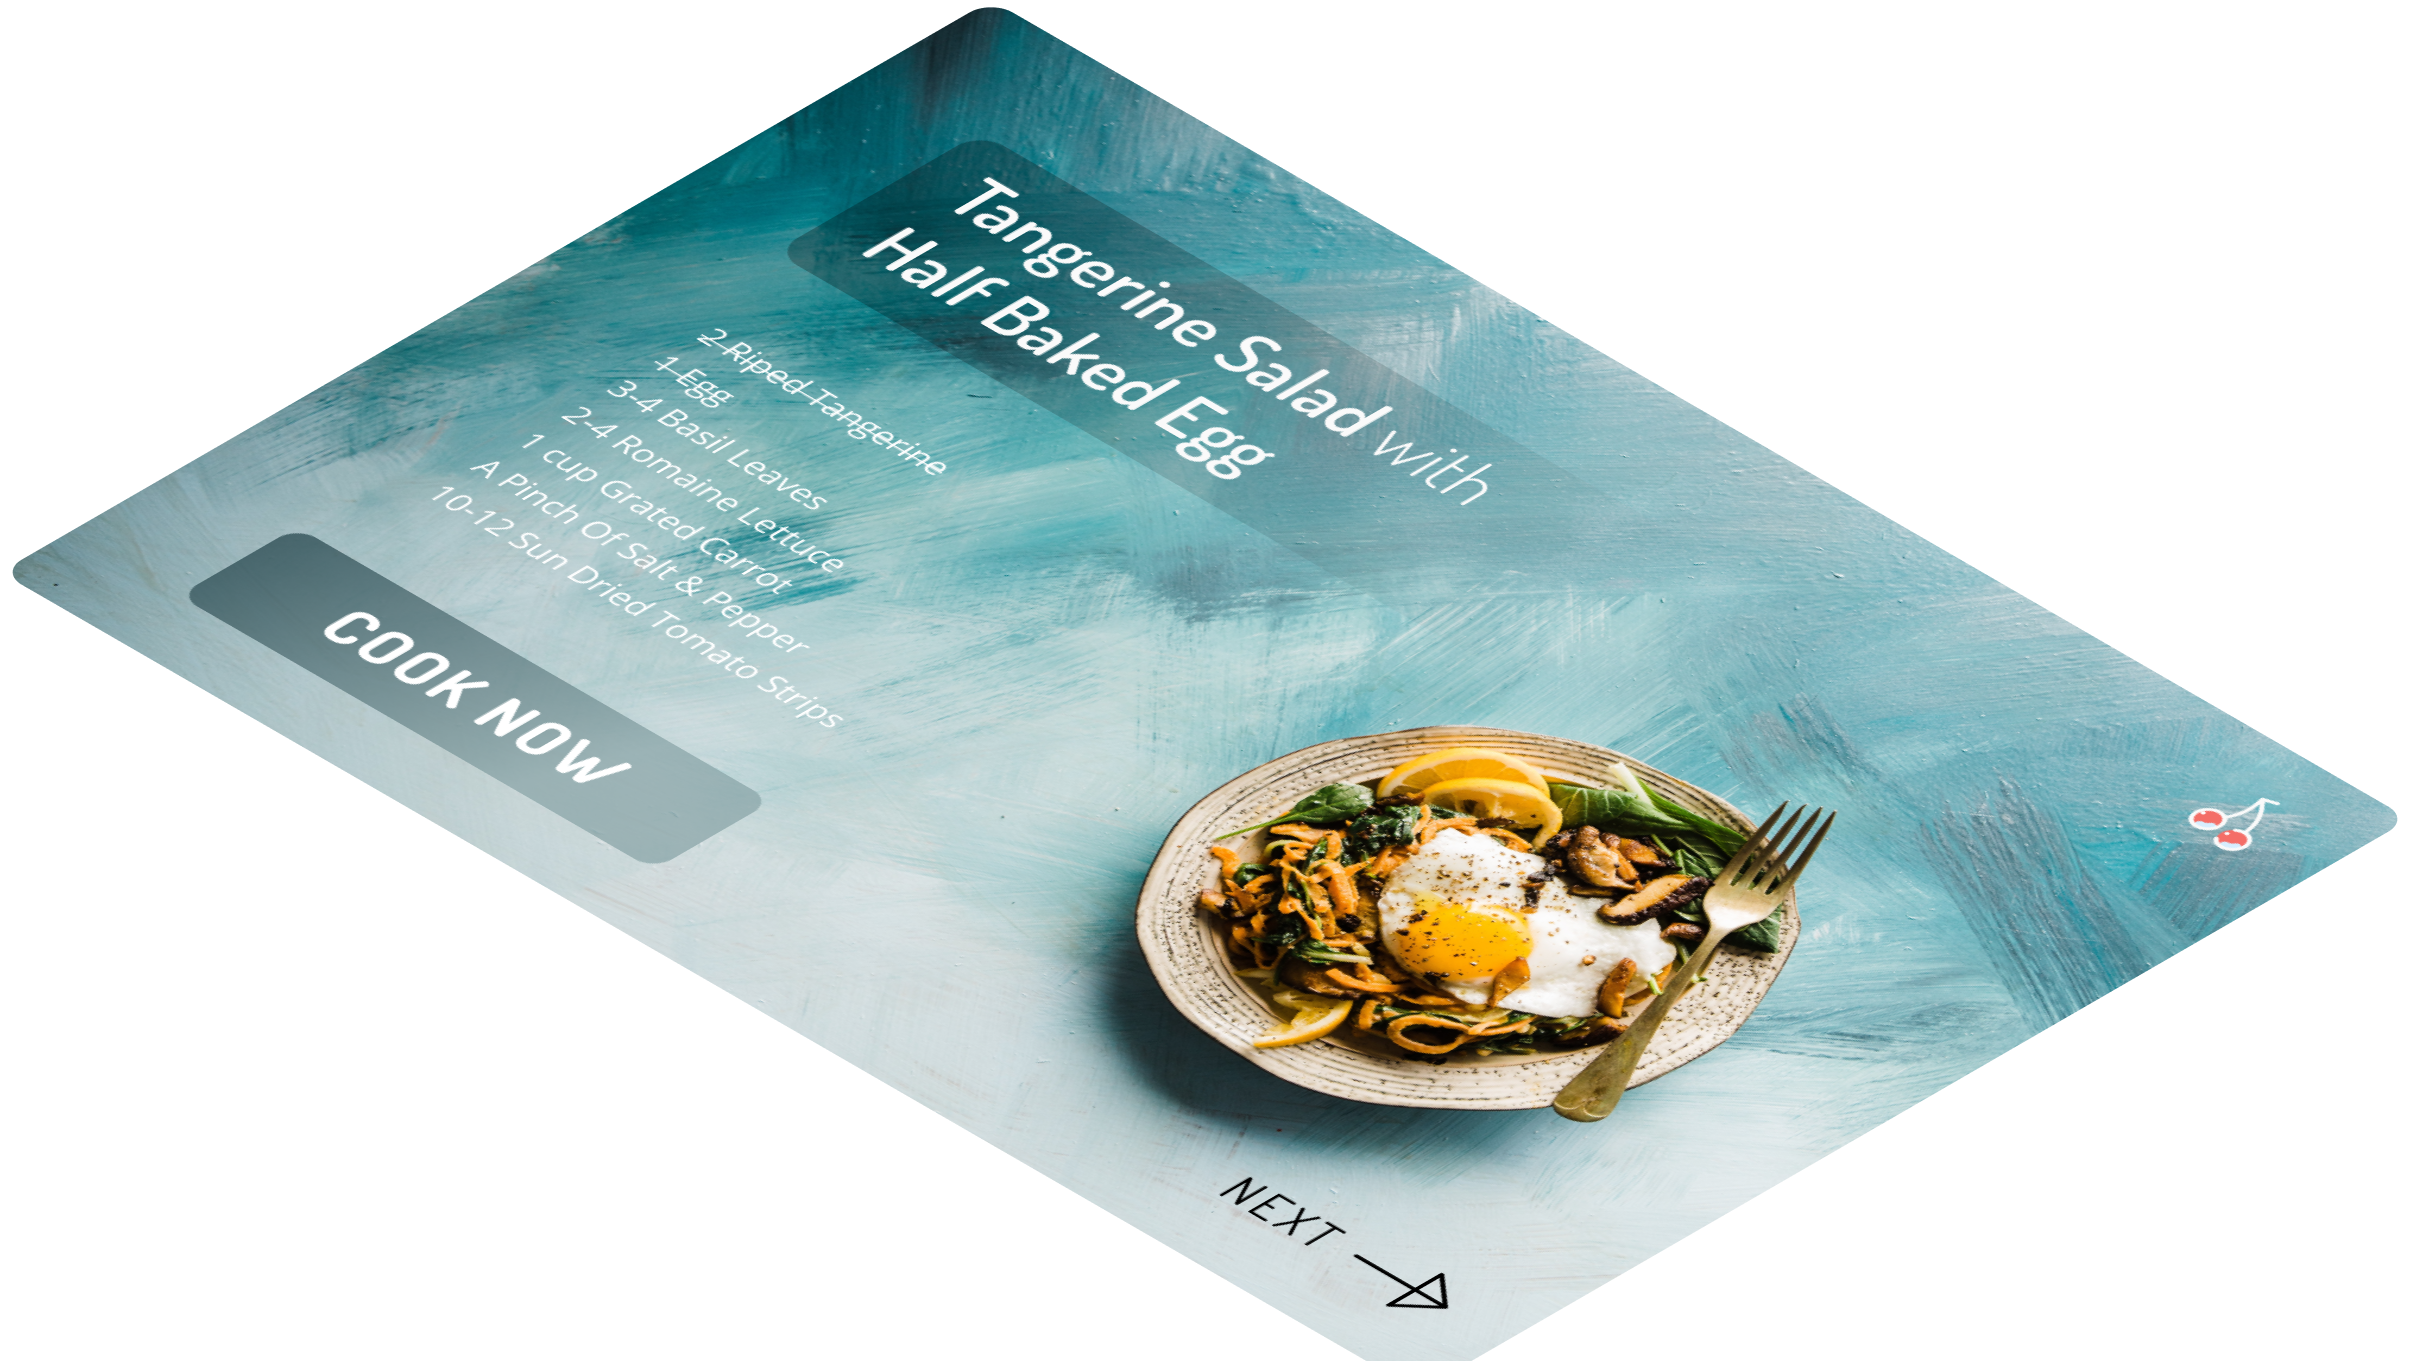 Tangerine Salad with
Half Baked Egg
2 Riped Tangerine
1 Egg
3-4 Basil Leaves
2-4 Romaine Lettuce
1 cup Grated Carrot
A Pinch Of Salt & Pepper
10-12 Sun Dried Tomato Strips
COOK NOW
NEXT